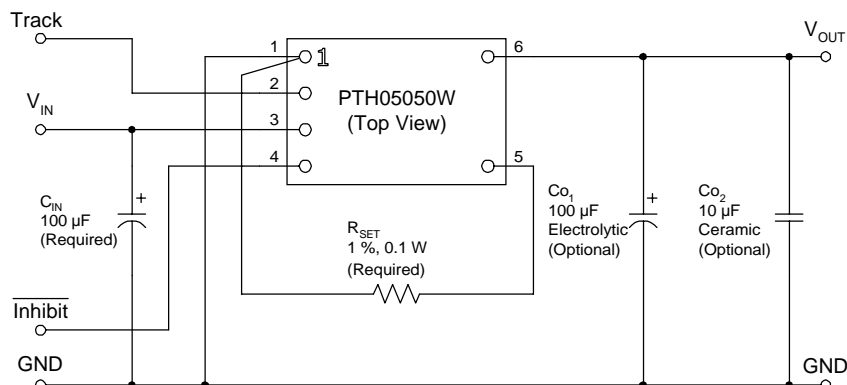 Track
V_OUT
1
1
6
2
PTH05050W
(Top View)
V_IN
3
4
5
C_IN
100 µF
(Required)
+
R_SET
1 %, 0.1 W
(Required)
Co_1
100 µF
Electrolytic
(Optional)
+
Co_2
10 µF
Ceramic
(Optional)
Inhibit
GND
GND